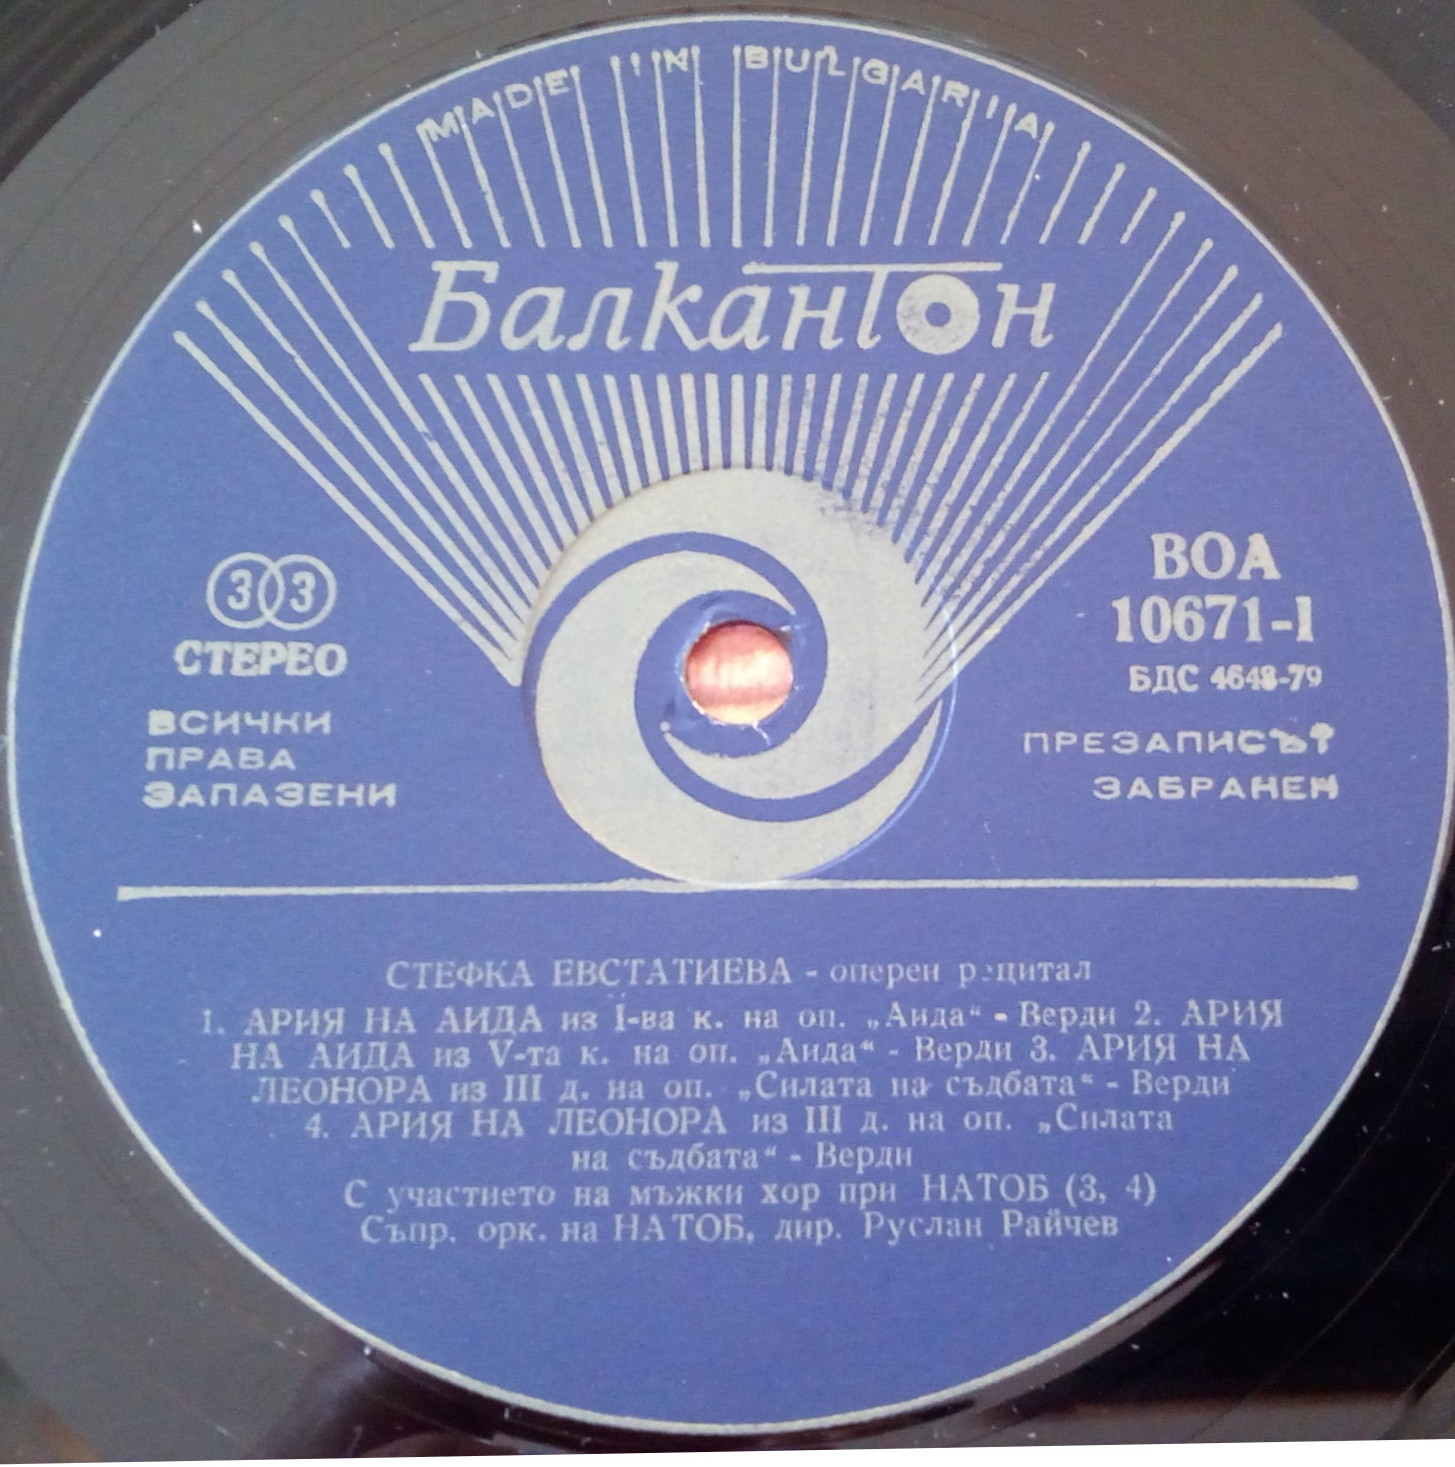 MADE IN BULGARIA
Балкантон
33
СТЕРЕО
ВСИЧКИ
ПРАВА
ЗАПАЗЕНИ
ВОА
10671-I
БДС 4648-79
ПРЕЗАПИСЪТ
ЗАБРАНЕН
СТЕФКА ЕВСТАТИЕВА - оперен рецитал
1. АРИЯ НА АИДА из I-ва к. на оп. „Аида“ - Верди 2. АРИЯ
НА АИДА из V-та к. на оп. „Аида“ - Верди 3. АРИЯ НА
ЛЕОНОРА из III д. на оп. „Силата на съдбата“ - Верди
4. АРИЯ НА ЛЕОНОРА из III д. на оп. „Силата
на съдбата“ - Верди
С участието на мъжки хор при НАТОБ (3, 4)
Съпр. орк. на НАТОБ, дир. Руслан Райчев